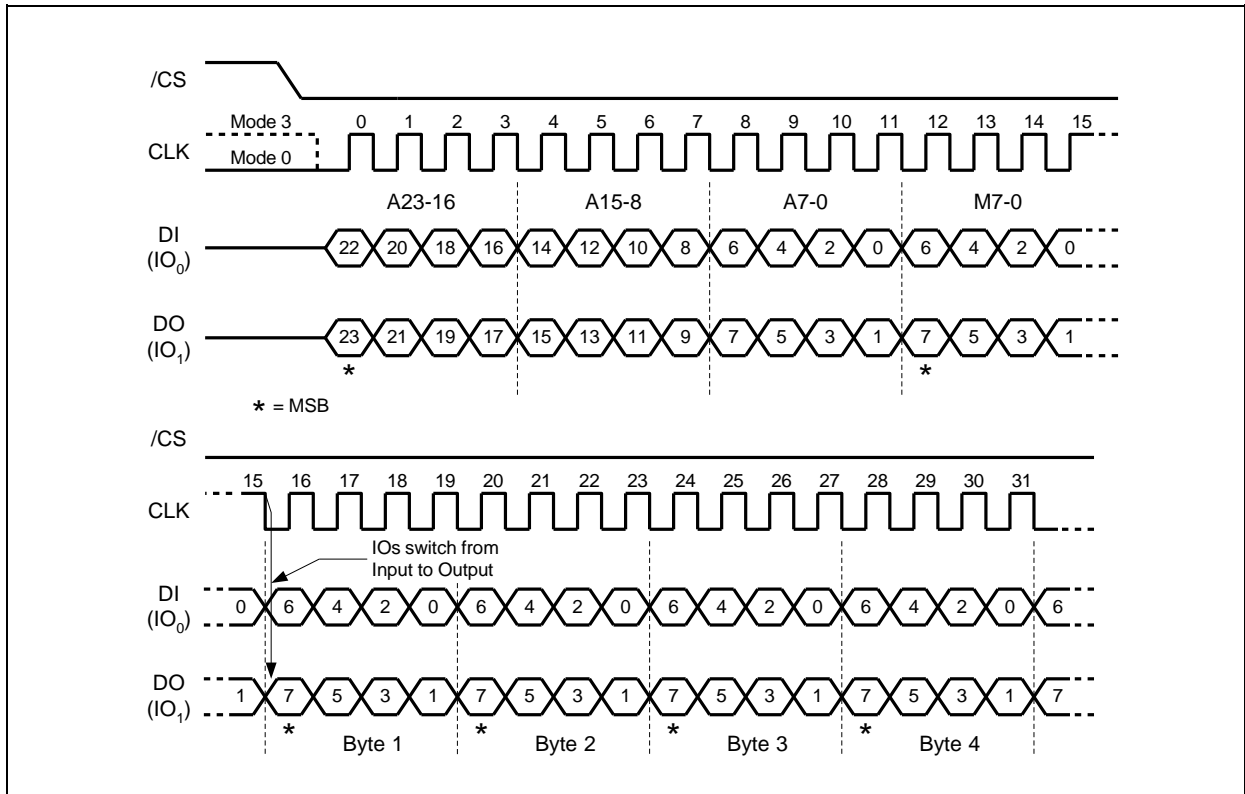 /CS
Mode 3 0 1 2 3 4 5 6 7 8 9 10 11 12 13 14 15
CLK
Mode 0
A23-16 A15-8 A7-0 M7-0
DI
(IO0)
22 20 18 16 14 12 10 8 6 4 2 0 6 4 2 0
DO
(IO1)
23 21 19 17 15 13 11 9 7 5 3 1 7 5 3 1
* *
* = MSB
/CS
15 16 17 18 19 20 21 22 23 24 25 26 27 28 29 30 31
CLK
IOs switch from
Input to Output
DI
(IO0)
0 6 4 2 0 6 4 2 0 6 4 2 0 6 4 2 0 6
DO
(IO1)
1 7 5 3 1 7 5 3 1 7 5 3 1 7 5 3 1 7
* * * *
Byte 1 Byte 2 Byte 3 Byte 4